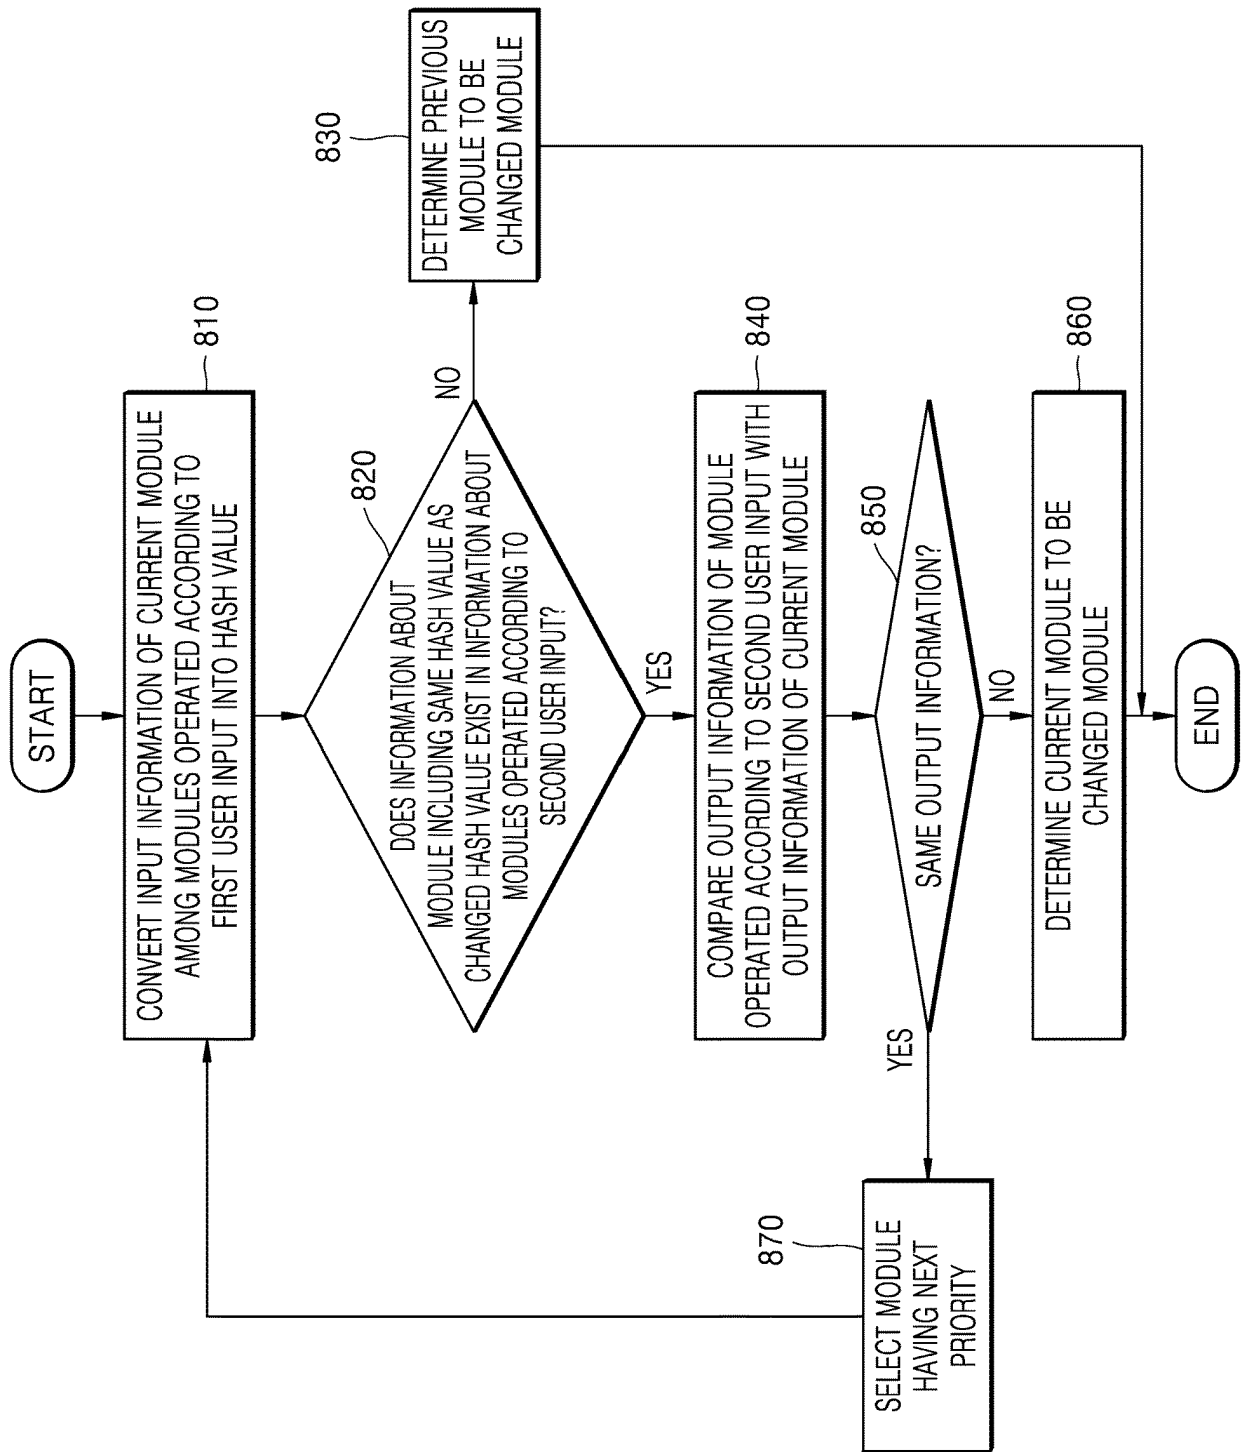 START
810
CONVERT INPUT INFORMATION OF CURRENT MODULE
AMONG MODULES OPERATED ACCORDING TO
FIRST USER INPUT INTO HASH VALUE
820
DOES INFORMATION ABOUT
MODULE INCLUDING SAME HASH VALUE AS
CHANGED HASH VALUE EXIST IN INFORMATION ABOUT
MODULES OPERATED ACCORDING TO
SECOND USER INPUT?
NO
830
DETERMINE PREVIOUS
MODULE TO BE
CHANGED MODULE
YES
840
COMPARE OUTPUT INFORMATION OF MODULE
OPERATED ACCORDING TO SECOND USER INPUT WITH
OUTPUT INFORMATION OF CURRENT MODULE
850
SAME OUTPUT INFORMATION?
YES
870
SELECT MODULE
HAVING NEXT
PRIORITY
NO
860
DETERMINE CURRENT MODULE TO BE
CHANGED MODULE
END